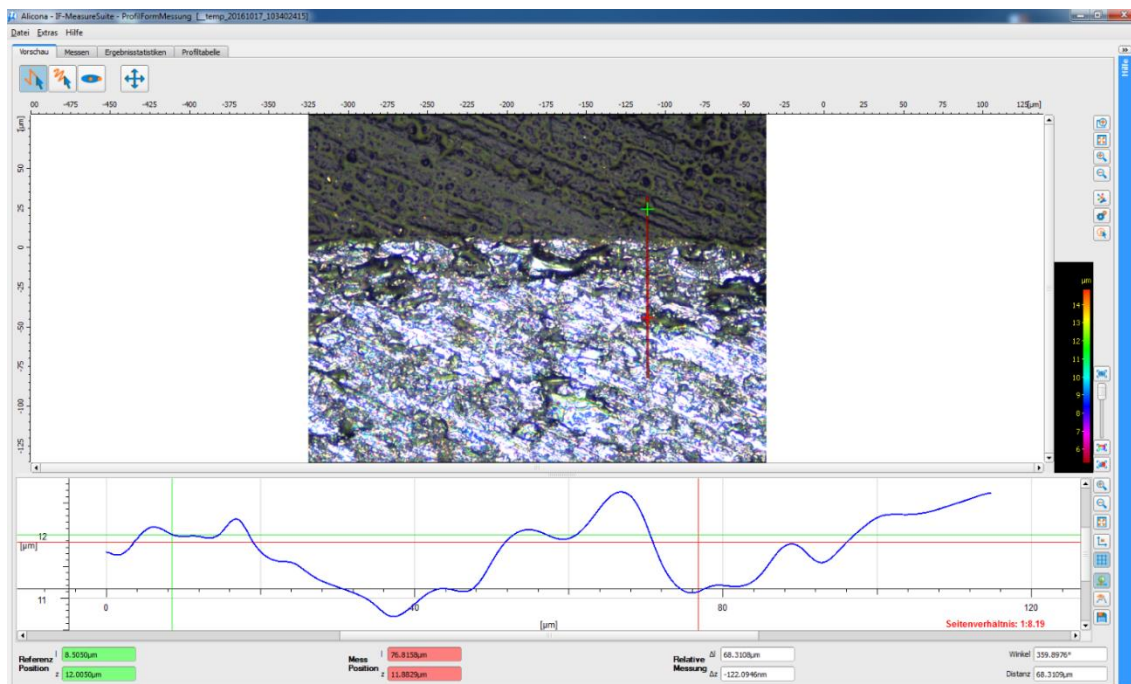 Alicona - IF-MeasureSuite - ProfilFormMessung [__temp_20161017_103402415]
Datei Extras Hilfe
Vorschau Messen Ergebnisstatistiken Profiltabelle
Hilfe
00 -475 -450 -425 -400 -375 -350 -325 -300 -275 -250 -225 -200 -175 -150 -125 -100 -75 -50 -25 0 25 50 75 100 125[µm]
[µm]
50
25
0
-25
-50
-75
-100
-125
µm
14
12
11
10
9
8
7
6
12
[µm]
11
0 40 80 120
[µm]
Seitenverhältnis: 1:8.19
Referenz Position l 8.5050µm z 12.0050µm
Mess Position l 76.8158µm z 11.8829µm
Relative Messung Δl 68.3108µm Δz -122.0946nm
Winkel 359.8976°
Distanz 68.3109µm